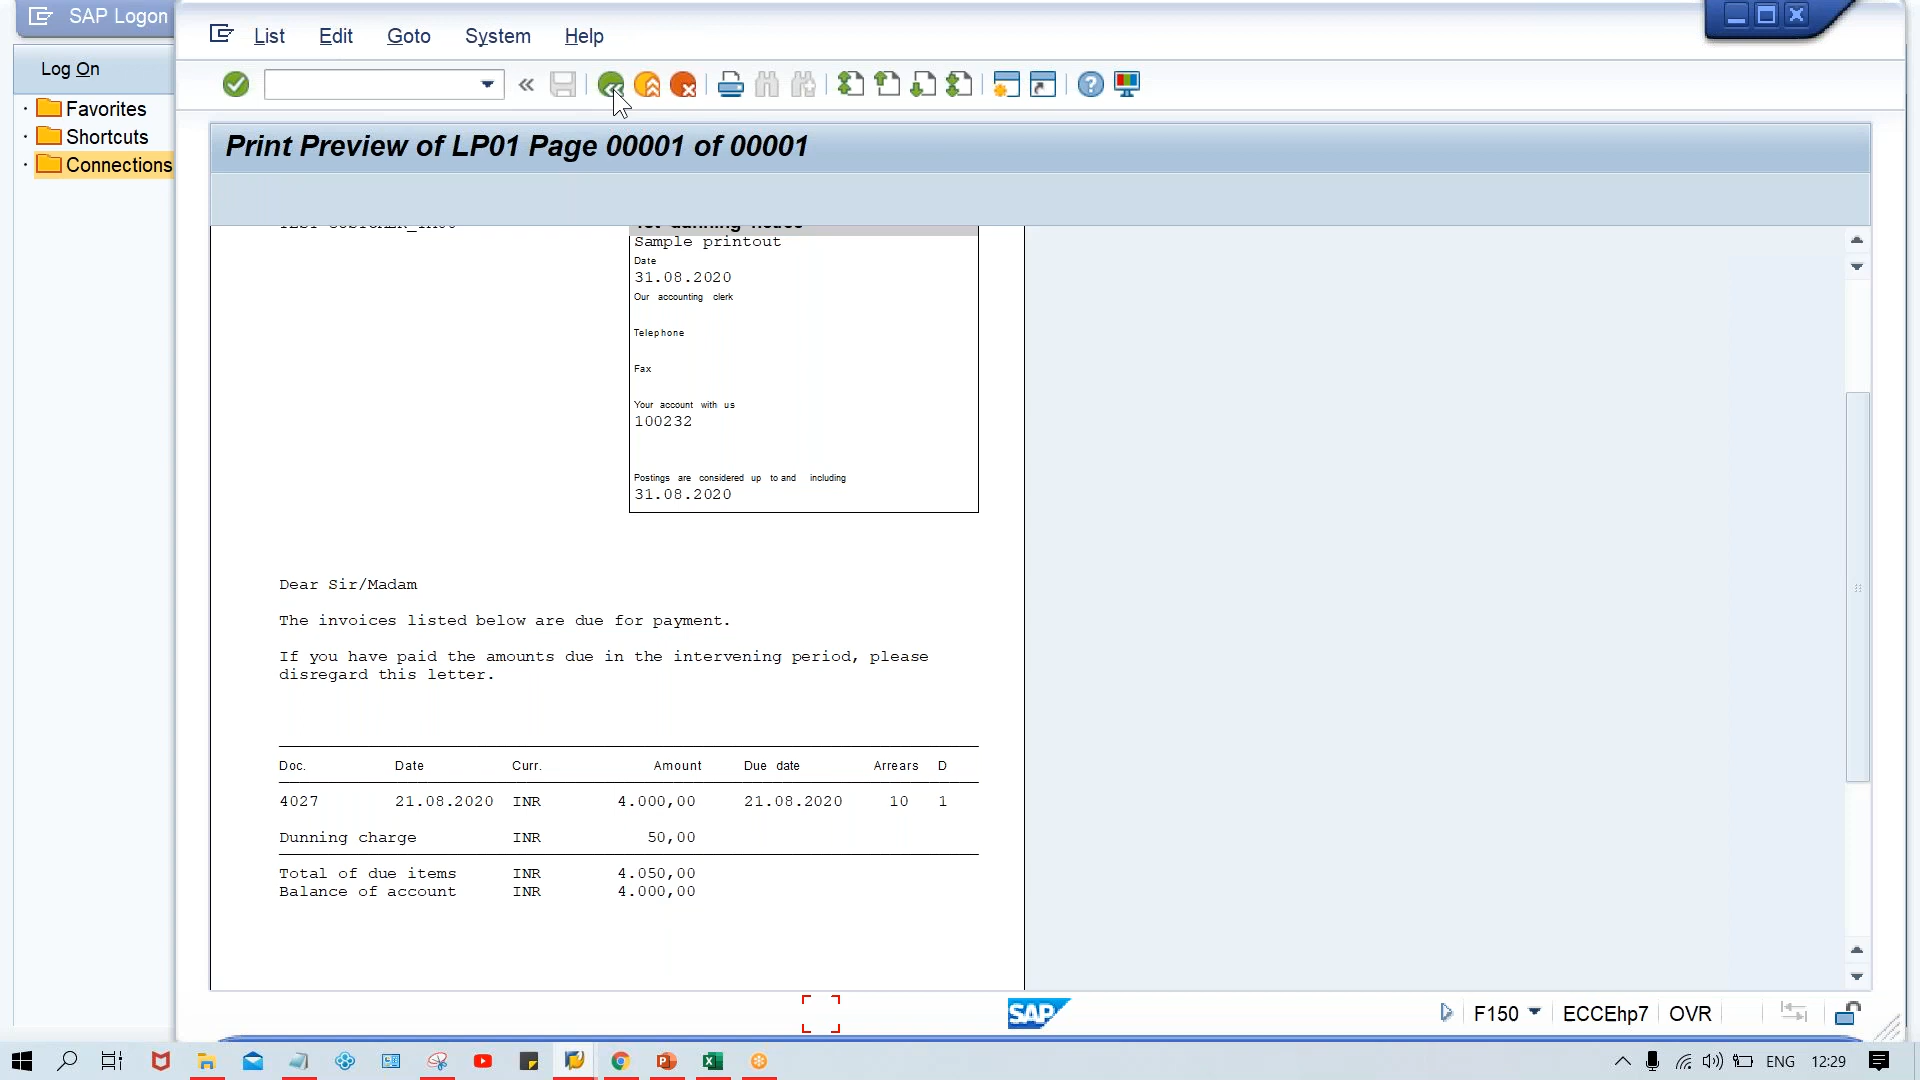 SAP Logon
List Edit Goto System Help
Log On
Favorites
Shortcuts
Connections
Print Preview of LP01 Page 00001 of 00001
Sample printout
Date
31.08.2020
Our accounting clerk
Telephone
Fax
Your account with us
100232
Postings are considered up to and including
31.08.2020
Dear Sir/Madam
The invoices listed below are due for payment.
If you have paid the amounts due in the intervening period, please
disregard this letter.
Doc. Date Curr. Amount Due date Arrears D
4027 21.08.2020 INR 4.000,00 21.08.2020 10 1
Dunning charge INR 50,00
Total of due items INR 4.050,00
Balance of account INR 4.000,00
SAP
F150 ECCEhp7 OVR
ENG 12:29